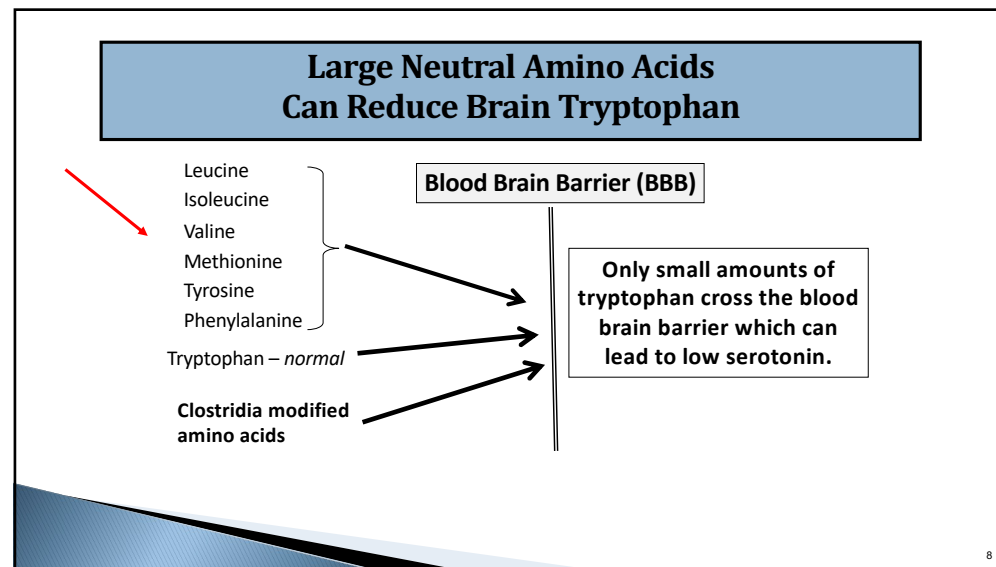 Large Neutral Amino Acids
Can Reduce Brain Tryptophan
Leucine
Isoleucine
Valine
Methionine
Tyrosine
Phenylalanine
Tryptophan – normal
Clostridia modified
amino acids
Blood Brain Barrier (BBB)
Only small amounts of
tryptophan cross the blood
brain barrier which can
lead to low serotonin.
8